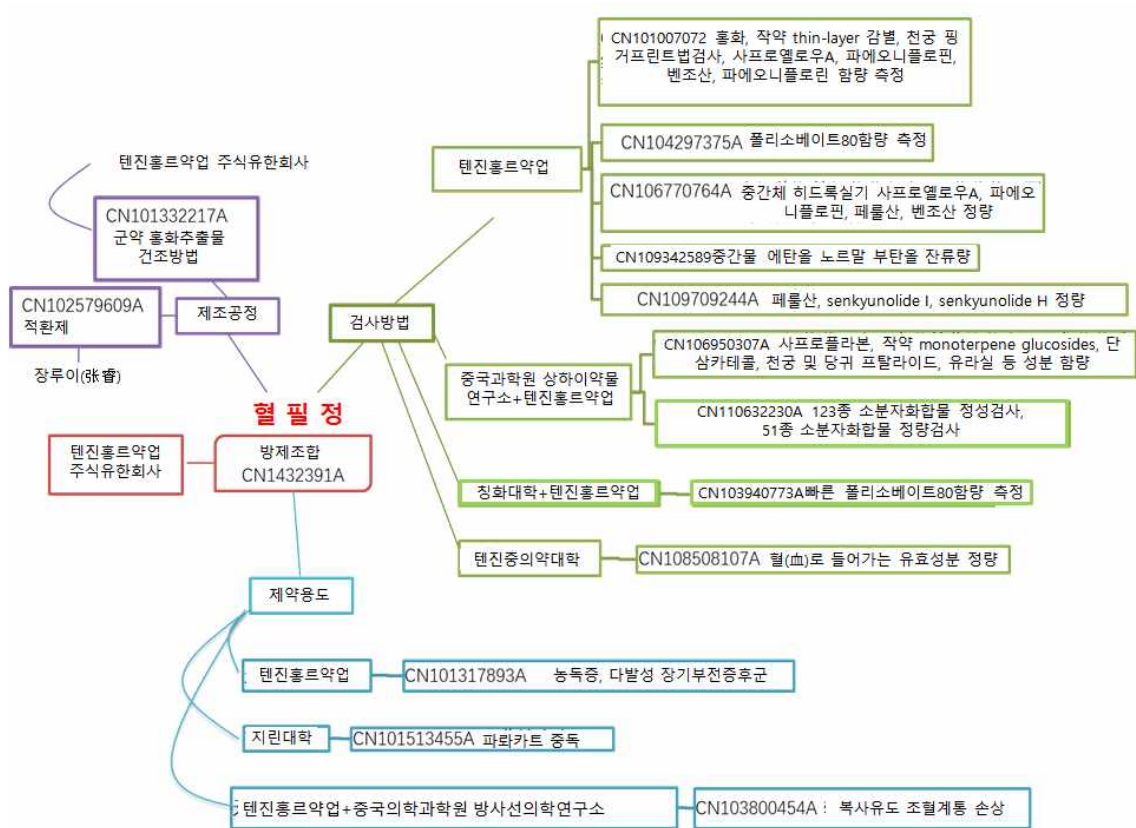 CN101007072 홍화, 작약 thin-layer 감별, 천궁 핑
거프린트법검사, 사프로옐로우A, 파에오니플로핀,
벤조산, 파에오니플로린 함량 측정
텐진홍르약업
CN104297375A 폴리소베이트80함량 측정
CN106770764A 중간체 히드록실기 사프로옐로우A, 파에오
니플로핀, 페룰산, 벤조산 정량
CN109342589중간물 에탄올 노르말 부탄올 잔류량
CN109709244A 페룰산, senkyunolide I, senkyunolide H 정량
텐진홍르약업 주식유한회사
CN101332217A
군약 홍화추출물
건조방법
CN102579609A
적환제
제조공정
장루이(张睿)
검사방법
중국과학원 상하이약물
연구소+텐진홍르약업
CN106950307A 사프로플라본, 작약 monoterpene glucosides, 단
삼카테콜, 천궁 및 당귀 프탈라이드, 유라실 등 성분 함량
CN110632230A 123종 소분자화합물 정성검사,
51종 소분자화합물 정량검사
혈 필 정
텐진홍르약업
주식유한회사
방제조합
CN1432391A
칭화대학+텐진홍르약업
CN103940773A빠른 폴리소베이트80함량 측정
텐진중의약대학
CN108508107A 혈(血)로 들어가는 유효성분 정량
제약용도
텐진홍르약업
CN101317893A 농독증, 다발성 장기부전증후군
지린대학
CN101513455A
파롸카트 중독
텐진홍르약업+중국의학과학원 방사선의학연구소
CN103800454A 복사유도 조혈계통 손상